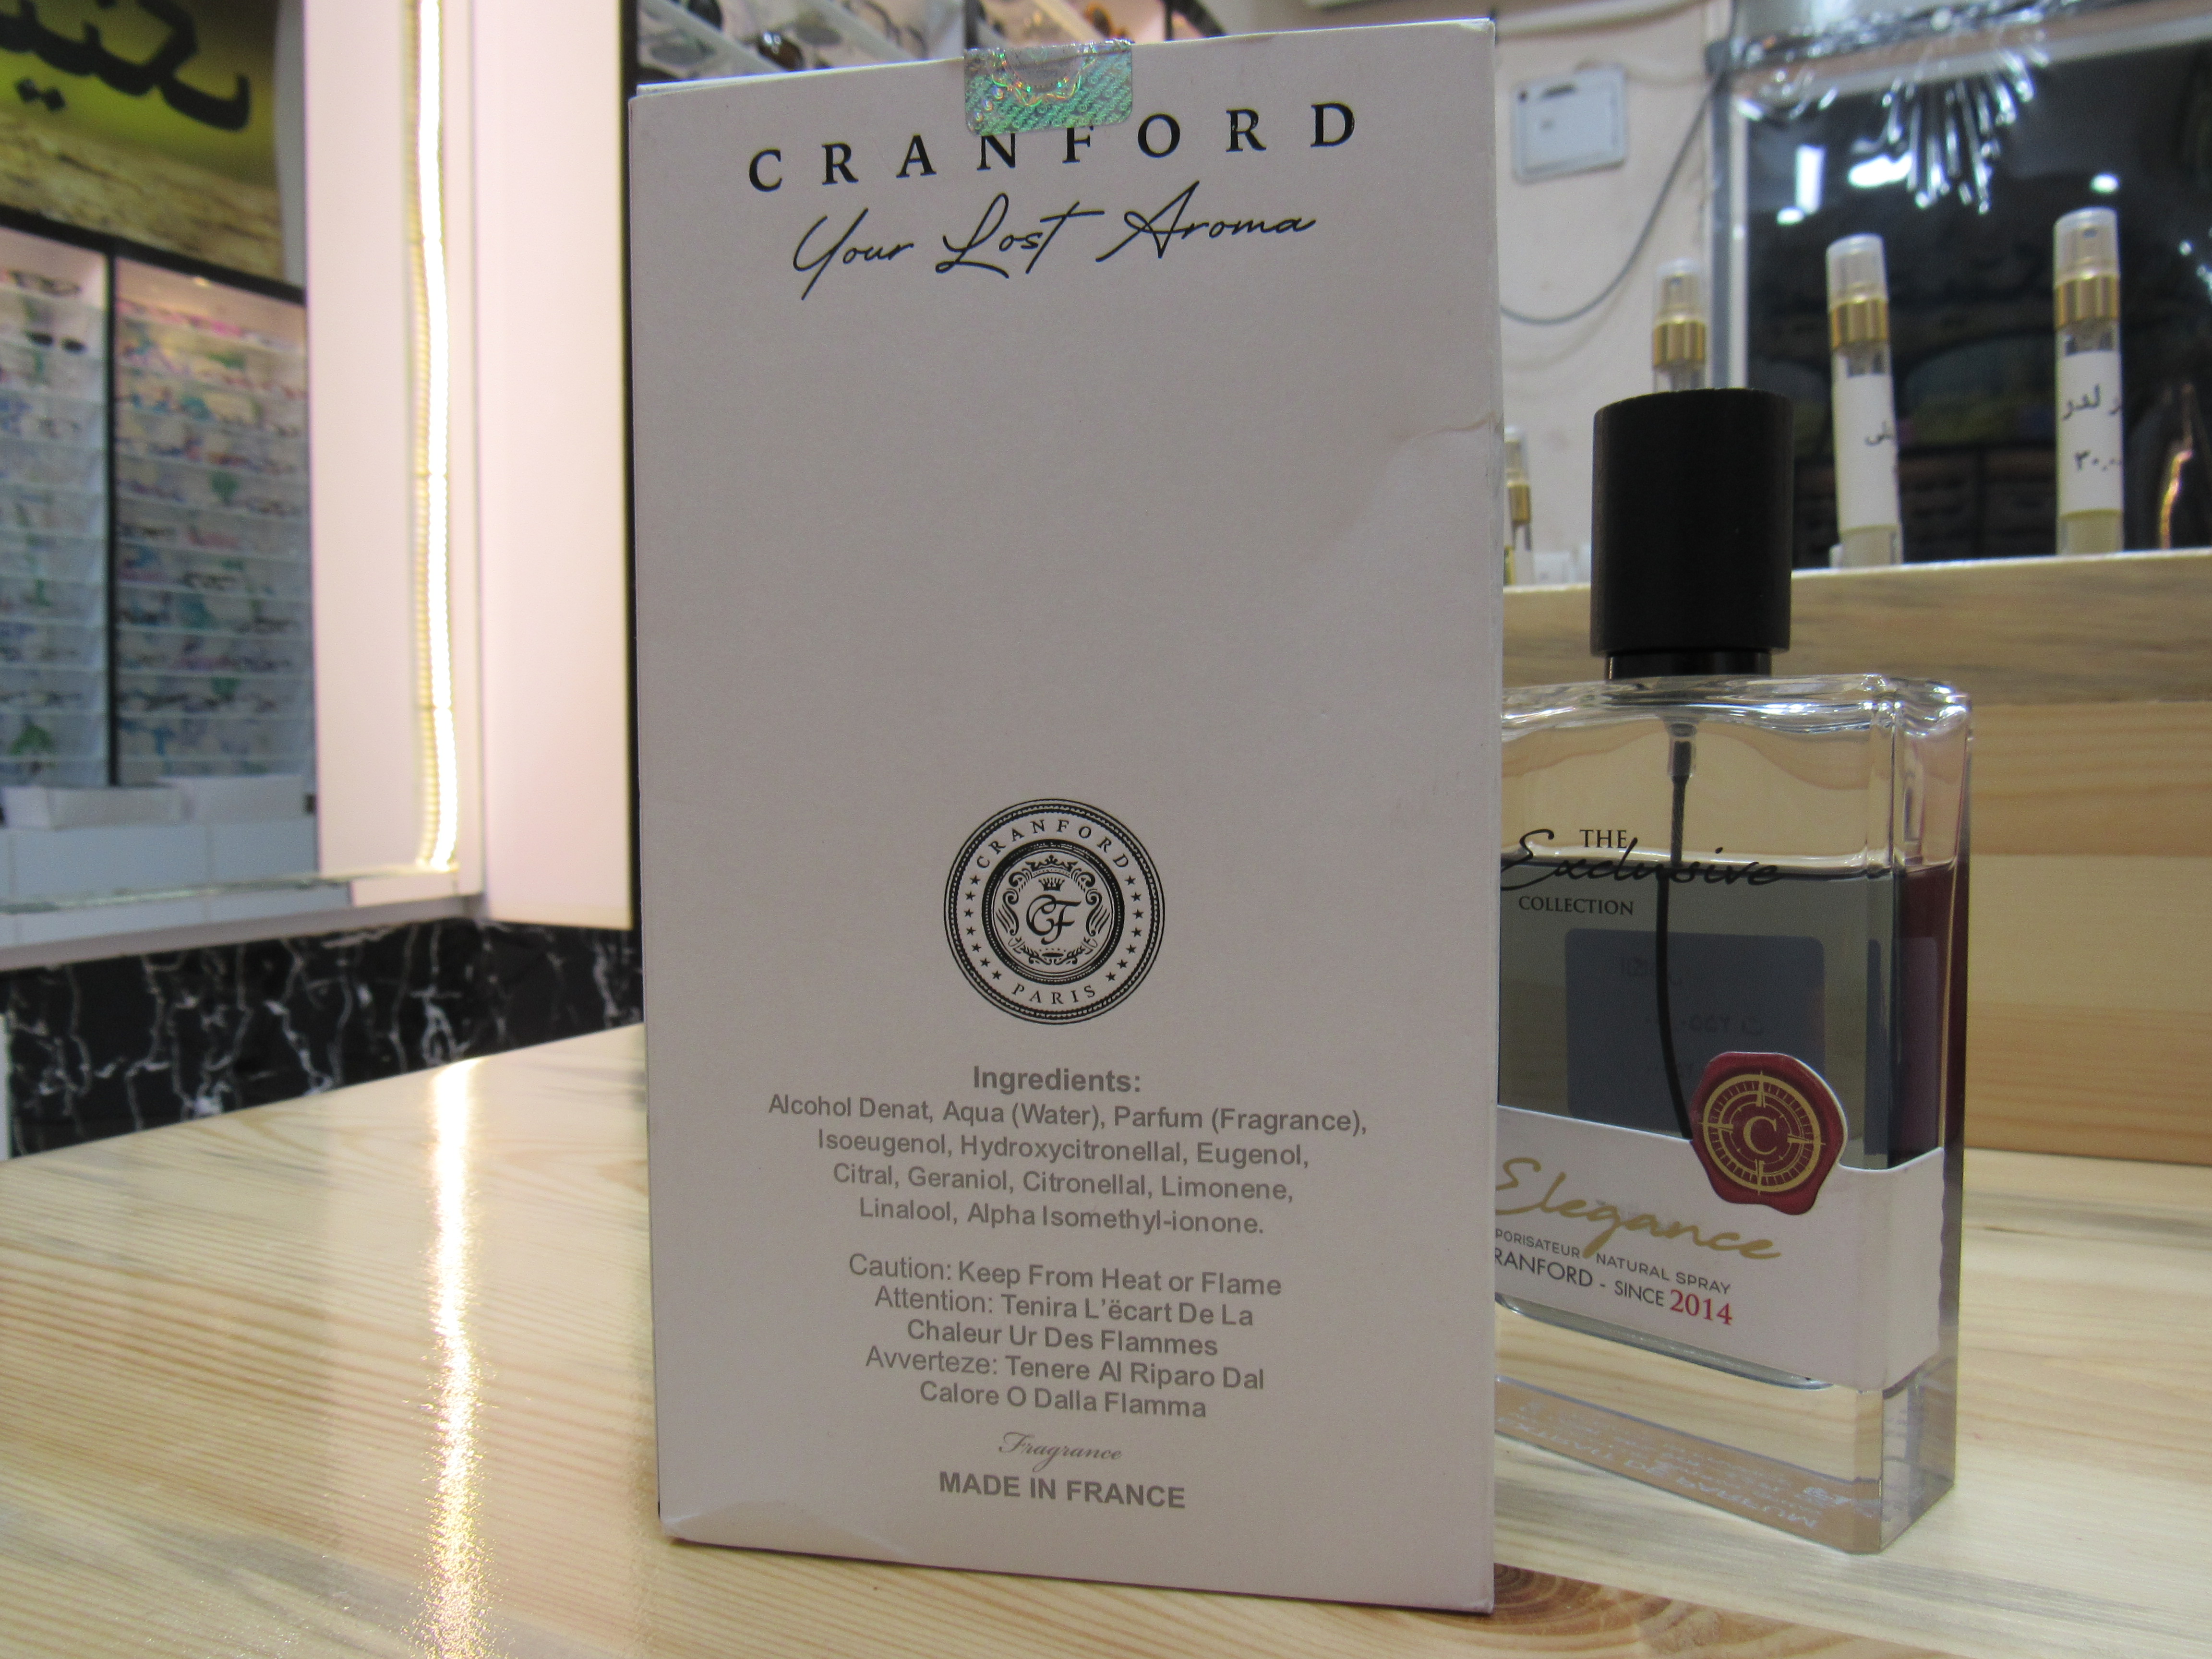 CRANFORD
Your Lost Aroma
CRANFORD
CF
PARIS
Ingredients:
Alcohol Denat, Aqua (Water), Parfum (Fragrance),
Isoeugenol, Hydroxycitronellal, Eugenol,
Citral, Geraniol, Citronellal, Limonene,
Linalool, Alpha Isomethyl-ionone.
Caution: Keep From Heat or Flame
Attention: Tenira L'ëcart De La
Chaleur Ur Des Flammes
Avverteze: Tenere Al Riparo Dal
Calore O Dalla Flamma
Fragrance
MADE IN FRANCE
THE
Exclusive
COLLECTION
C
Elegance
PORISATEUR NATURAL SPRAY
RANFORD - SINCE 2014
لدر